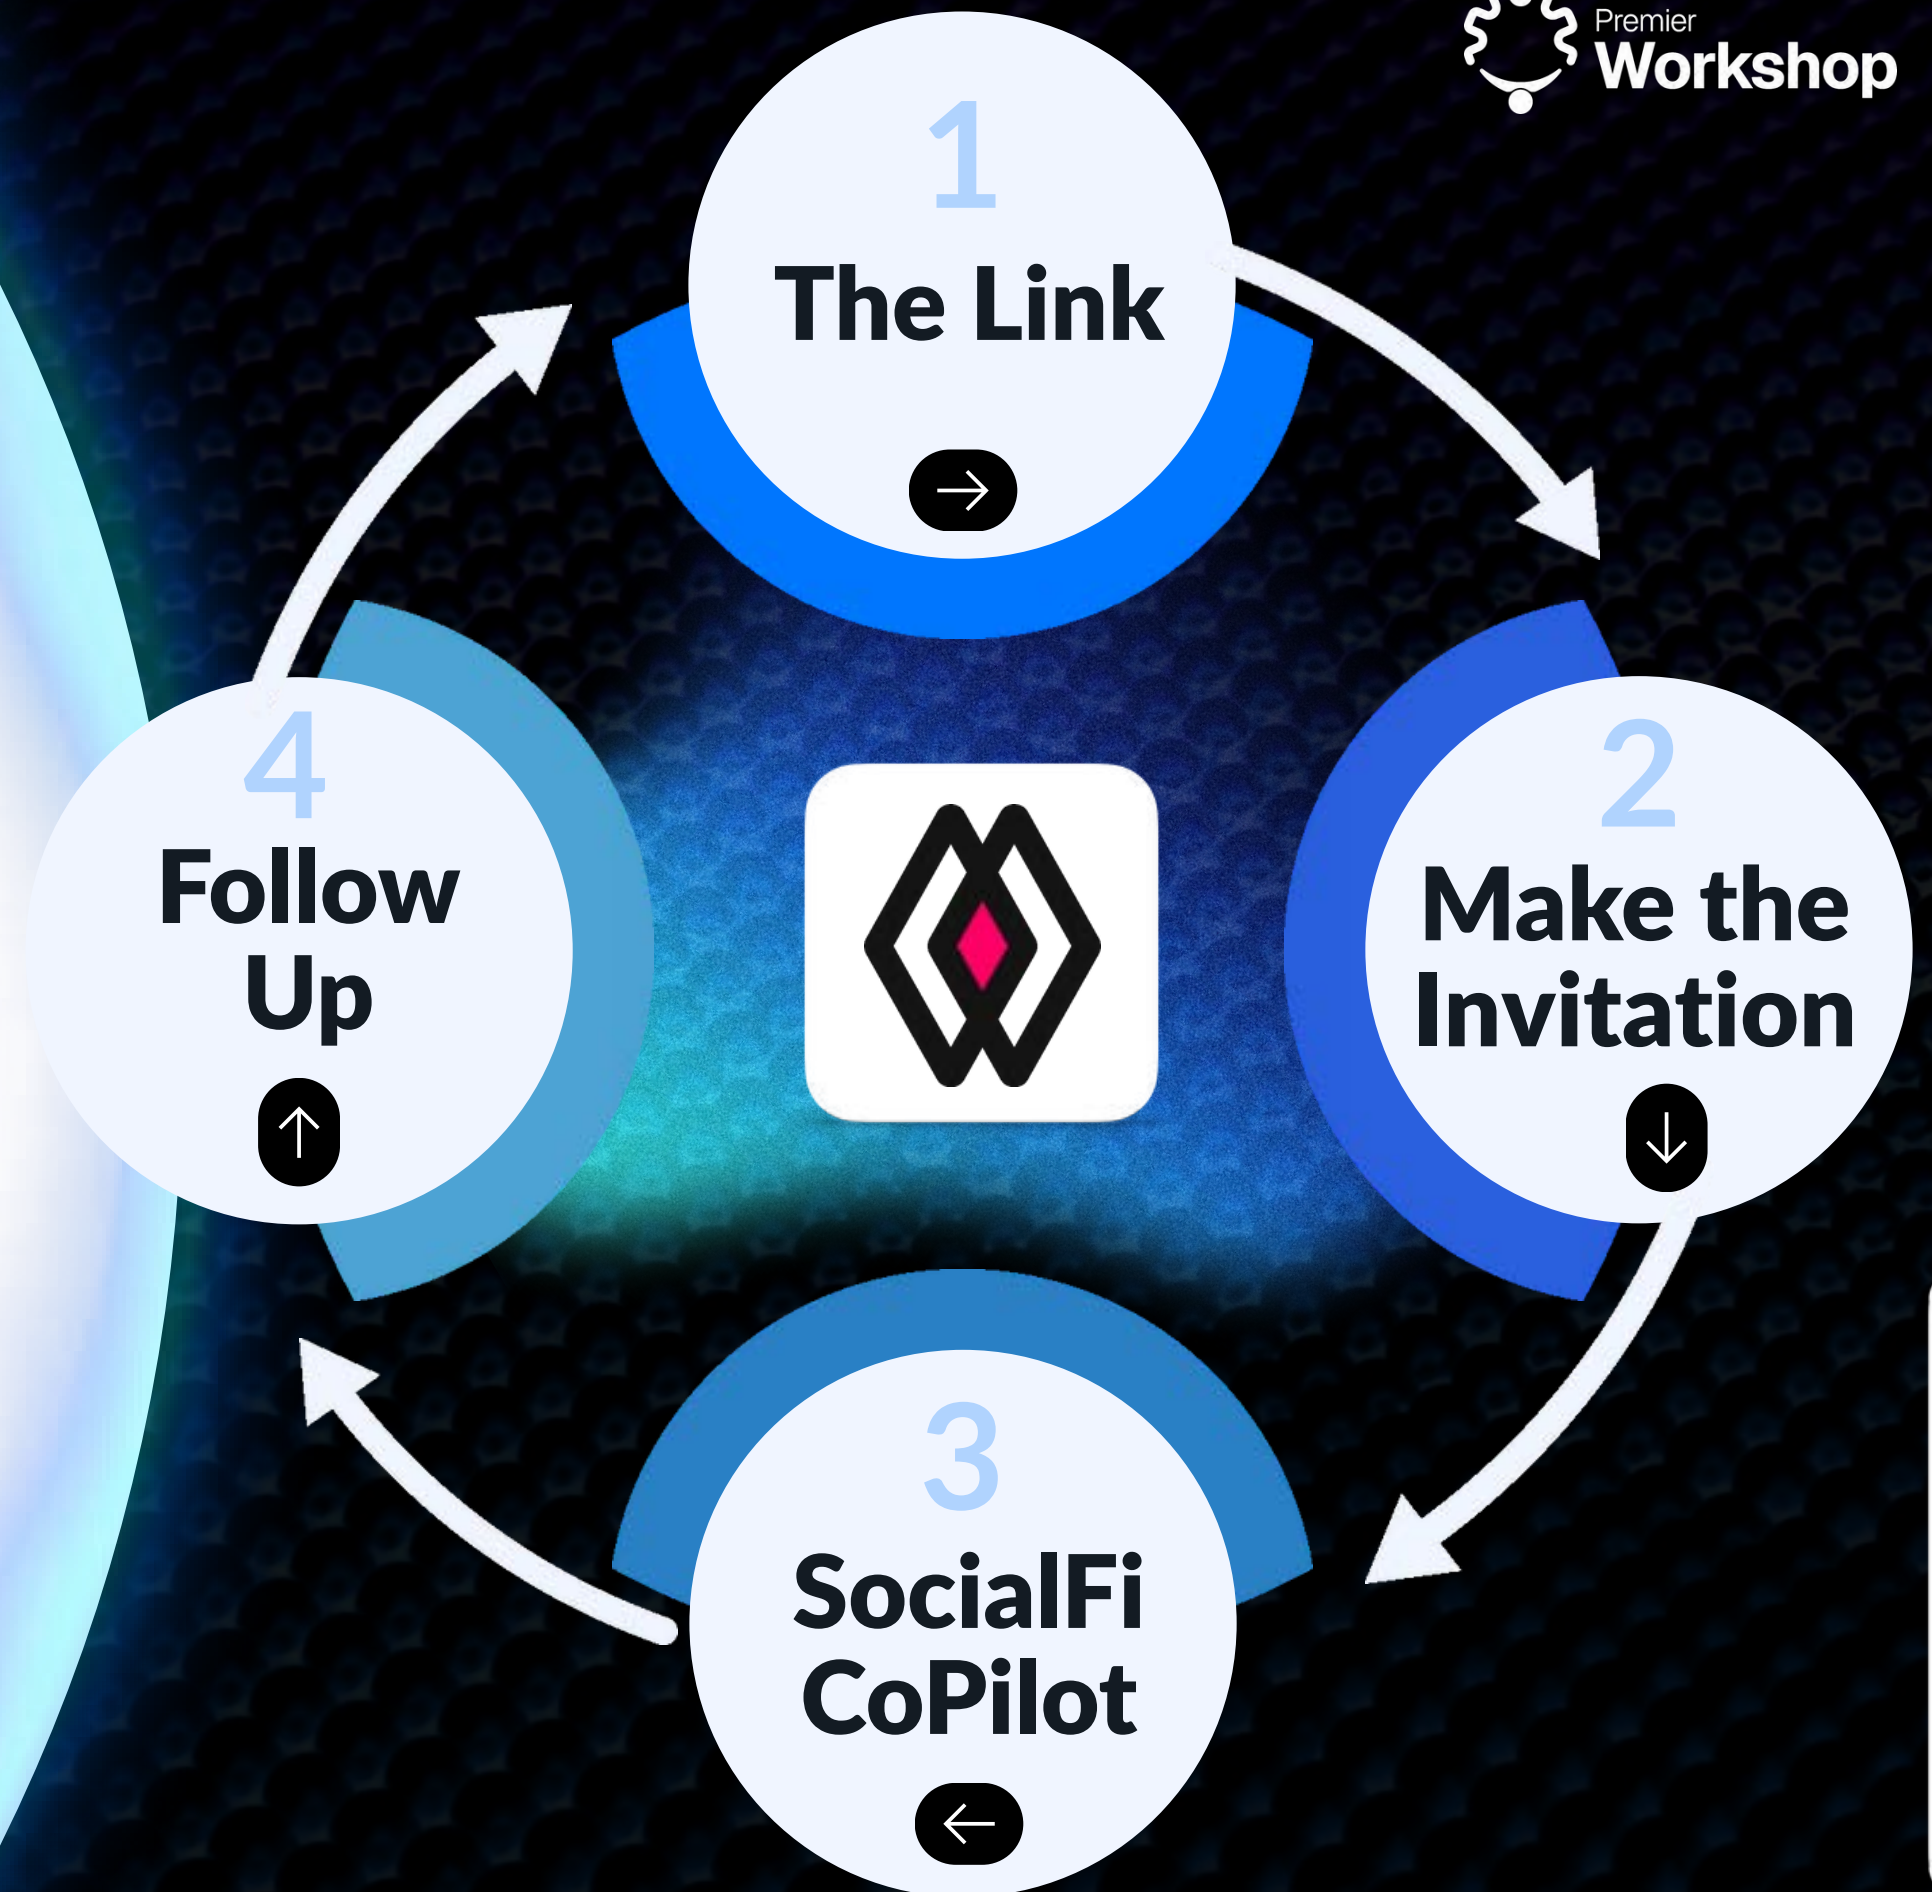 Premier
Workshop
1
The Link
2
Make the
Invitation
3
SocialFi
CoPilot
4
Follow
Up